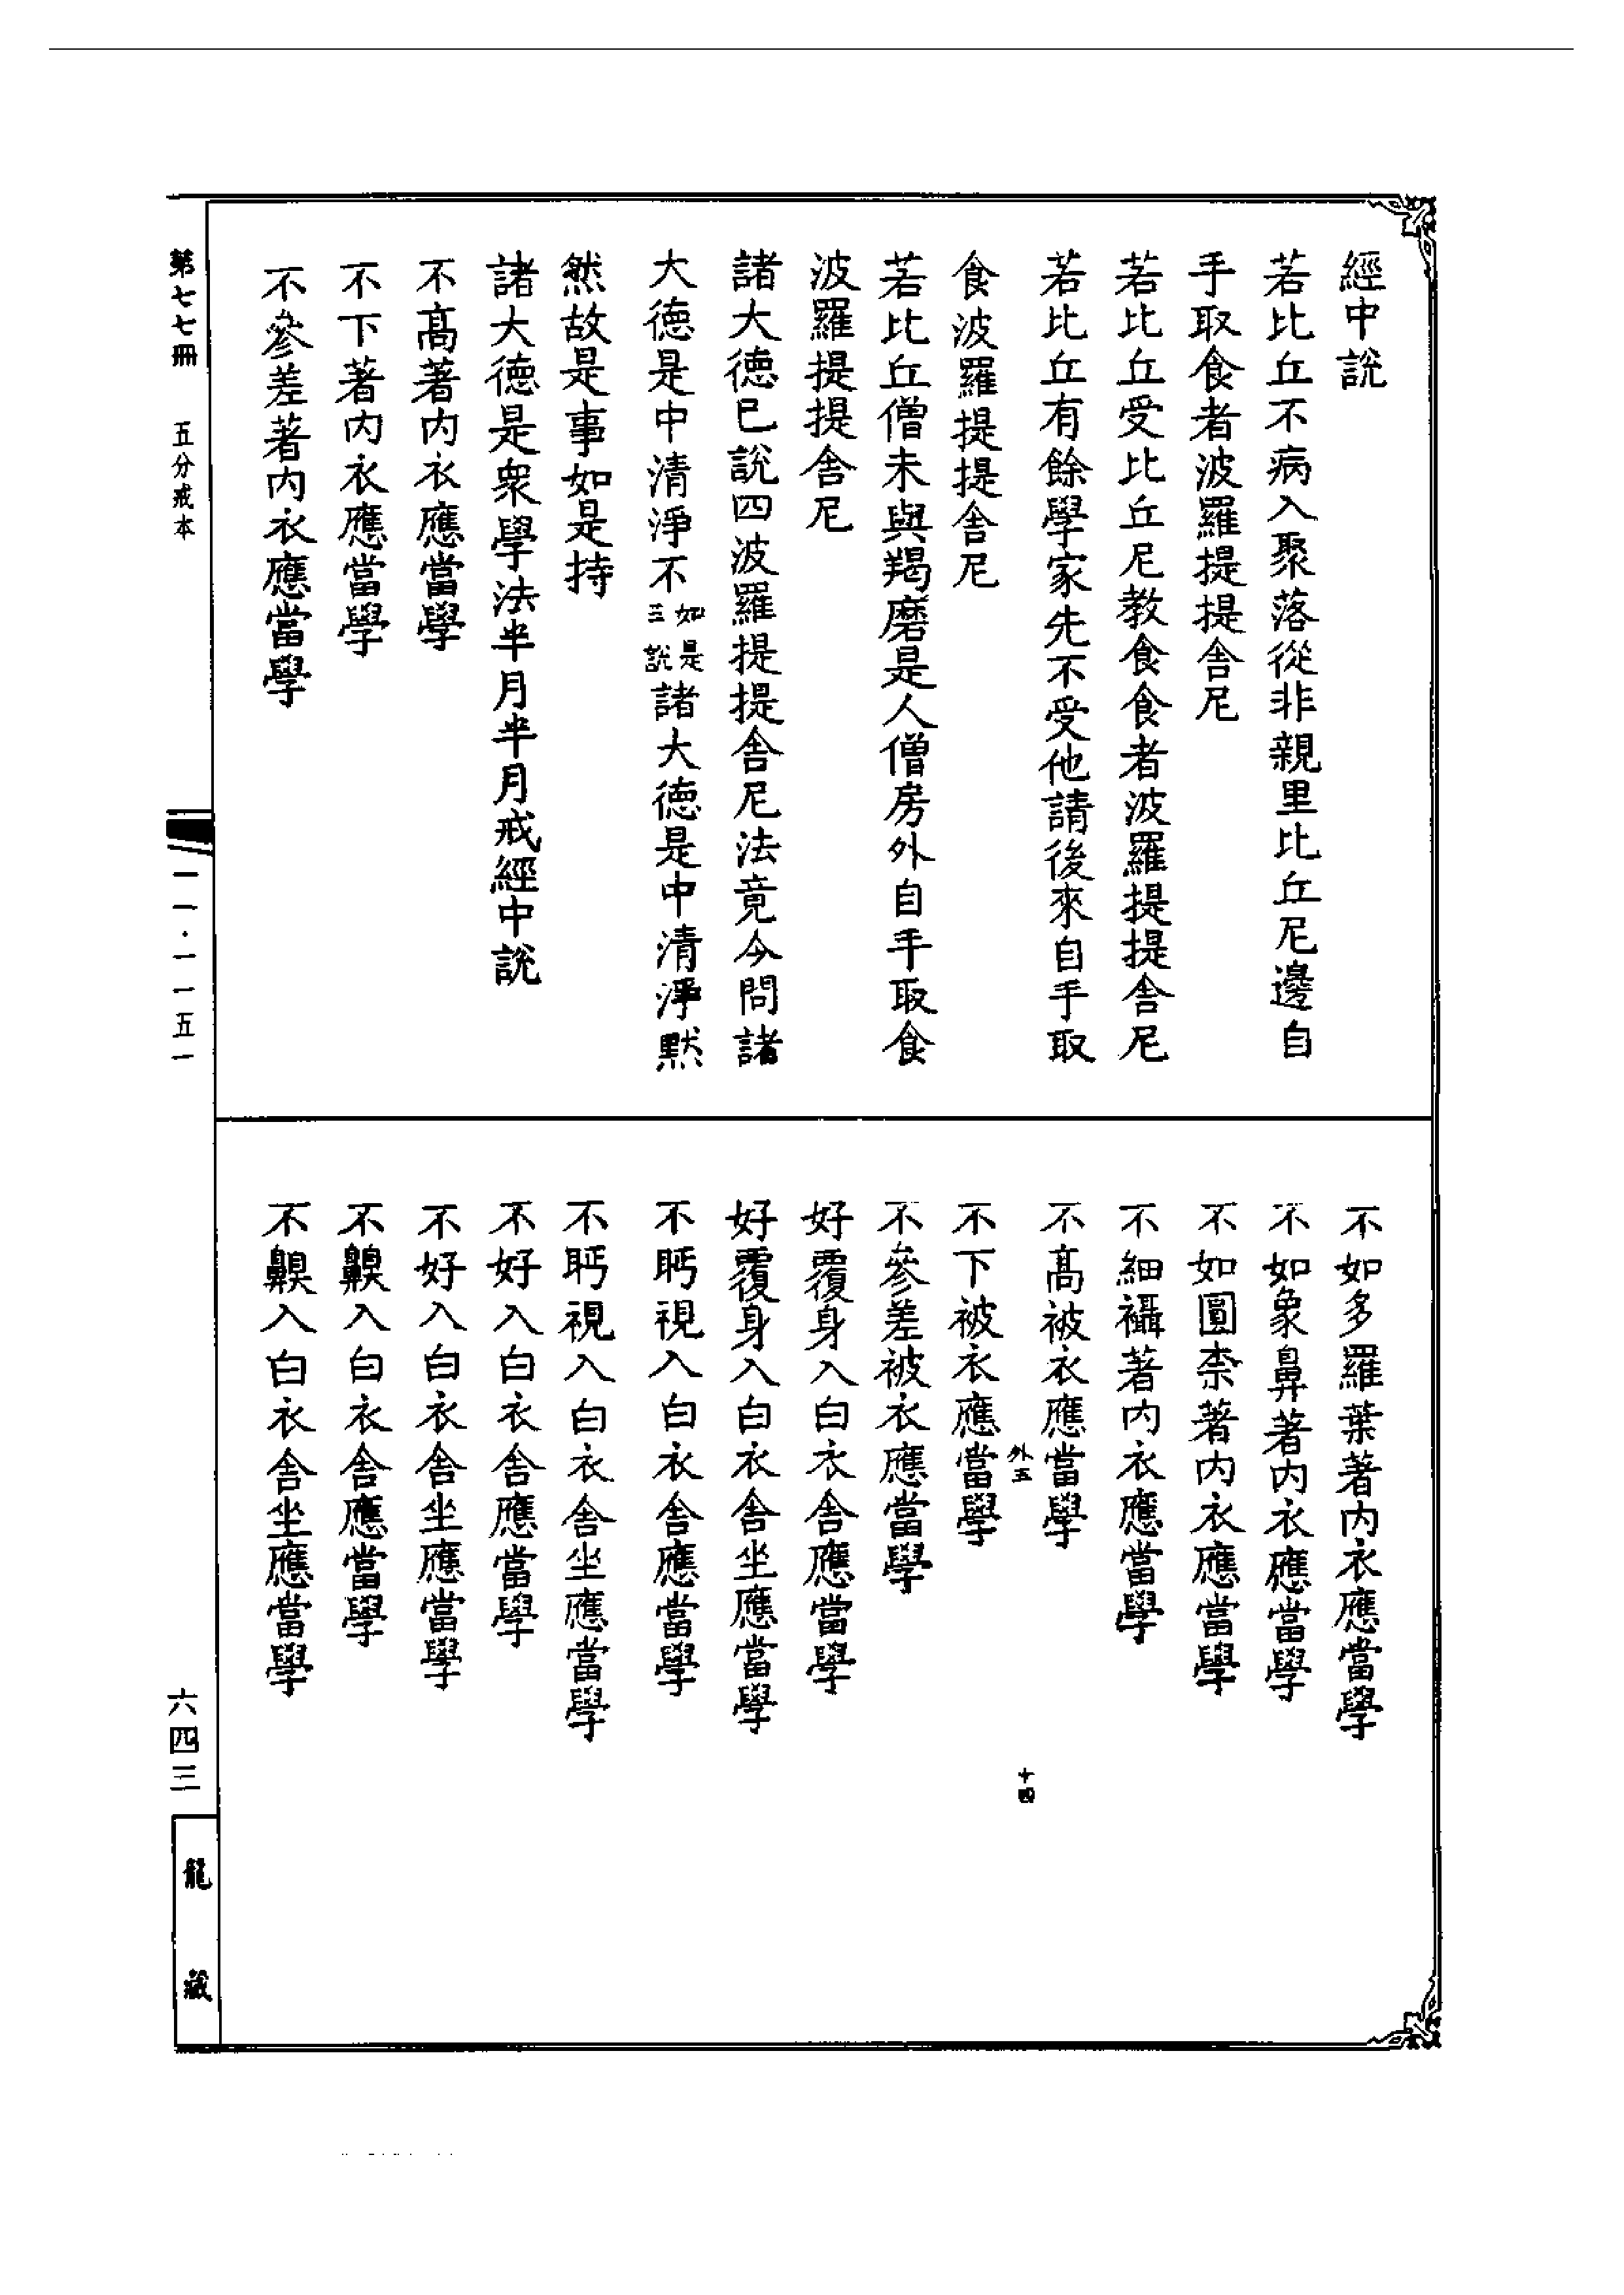 經中說
若比丘不病入聚落從非親里比丘尼邊自
手取食者波羅提提舍尼
若比丘受比丘尼教食食者波羅提提舍尼
若比丘有餘學家先不受他請後來自手取
食波羅提提舍尼
若比丘僧未與羯磨是人僧房外自手取食
波羅提提舍尼
諸大德已說四波羅提提舍尼法竟今問諸
大德是中清淨不如是三說諸大德是中清淨默
然故是事如是持
諸大德是衆學法半月半月戒經中說
不髙著内衣應當學
不下著内衣應當學
不參差著内衣應當學
不如多羅葉著内衣應當學
不如象鼻著内衣應當學
不如圓柰著内衣應當學
不細襵著内衣應當學
不髙被衣應當學
外五
十四
不下被衣應當學
不參差被衣應當學
好覆身入白衣舍應當學
好覆身入白衣舍坐應當學
不眄視入白衣舍應當學
不眄視入白衣舍坐應當學
不好入白衣舍應當學
不好入白衣舍坐應當學
不入白衣舍應當學
不入白衣舍坐應當學
第七七冊
五分戒本
一一·一一五一
六四三
龍藏